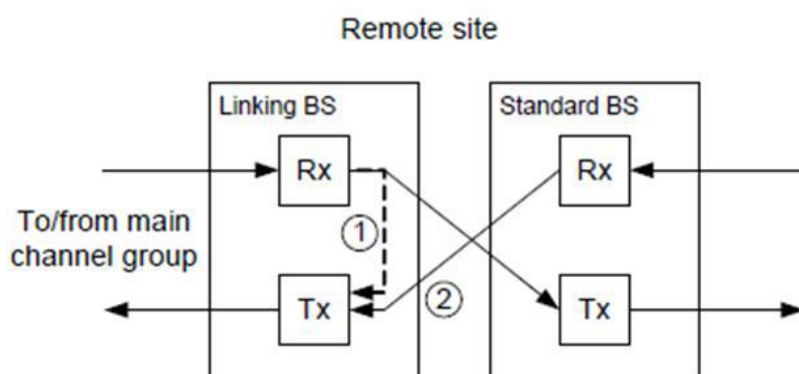 Remote site
Linking BS
Standard BS
Rx
Rx
To/from main
channel group
1
2
Tx
Tx